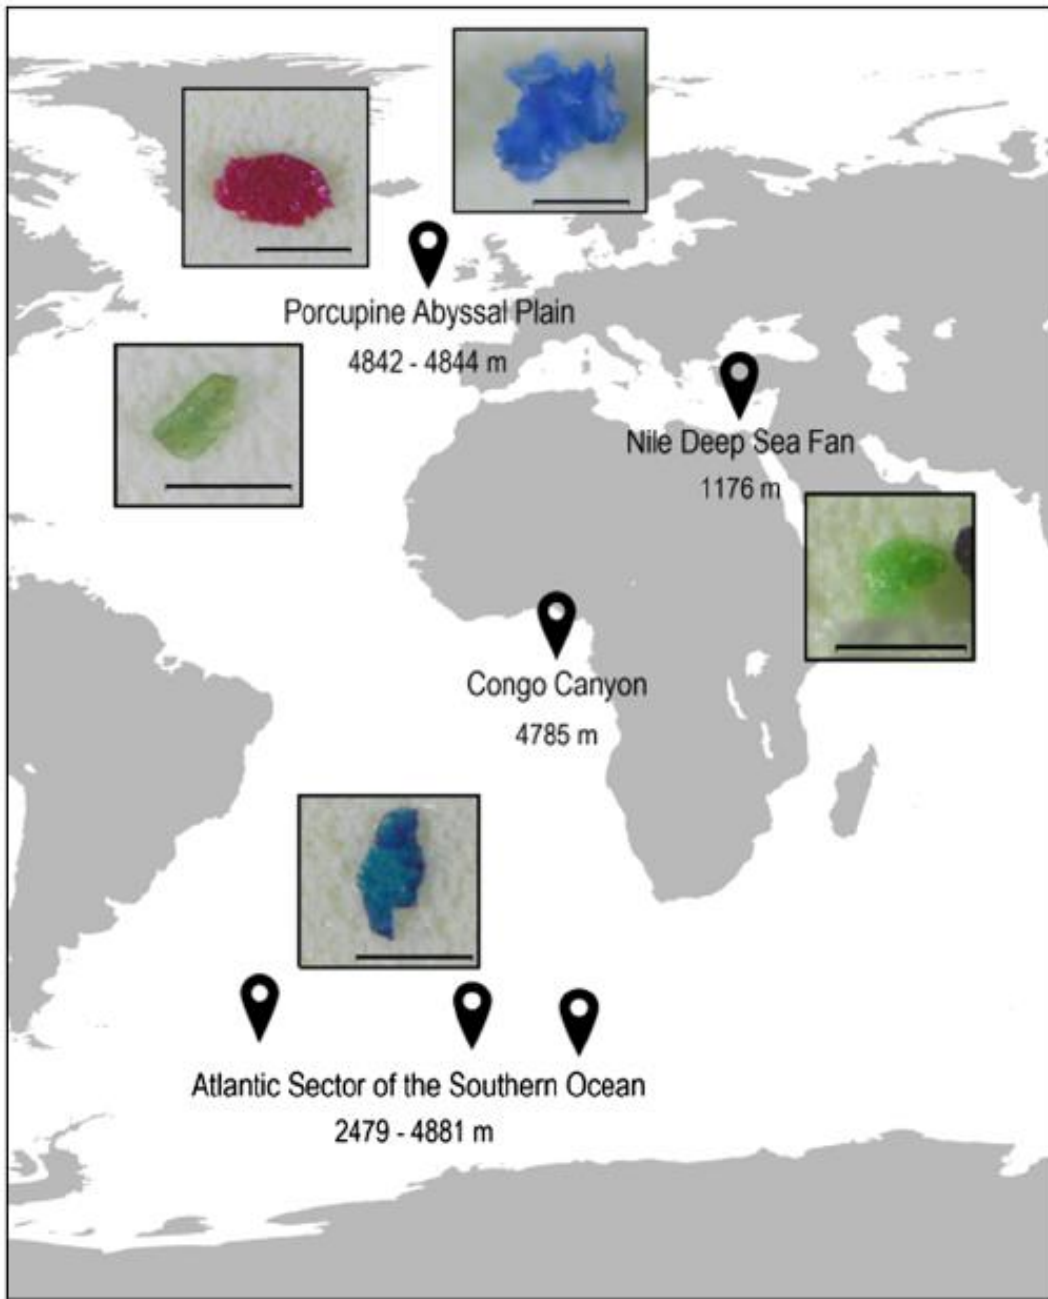 Porcupine Abyssal Plain
4842 - 4844 m
Nile Deep Sea Fan
1176 m
Congo Canyon
4785 m
Atlantic Sector of the Southern Ocean
2479 - 4881 m